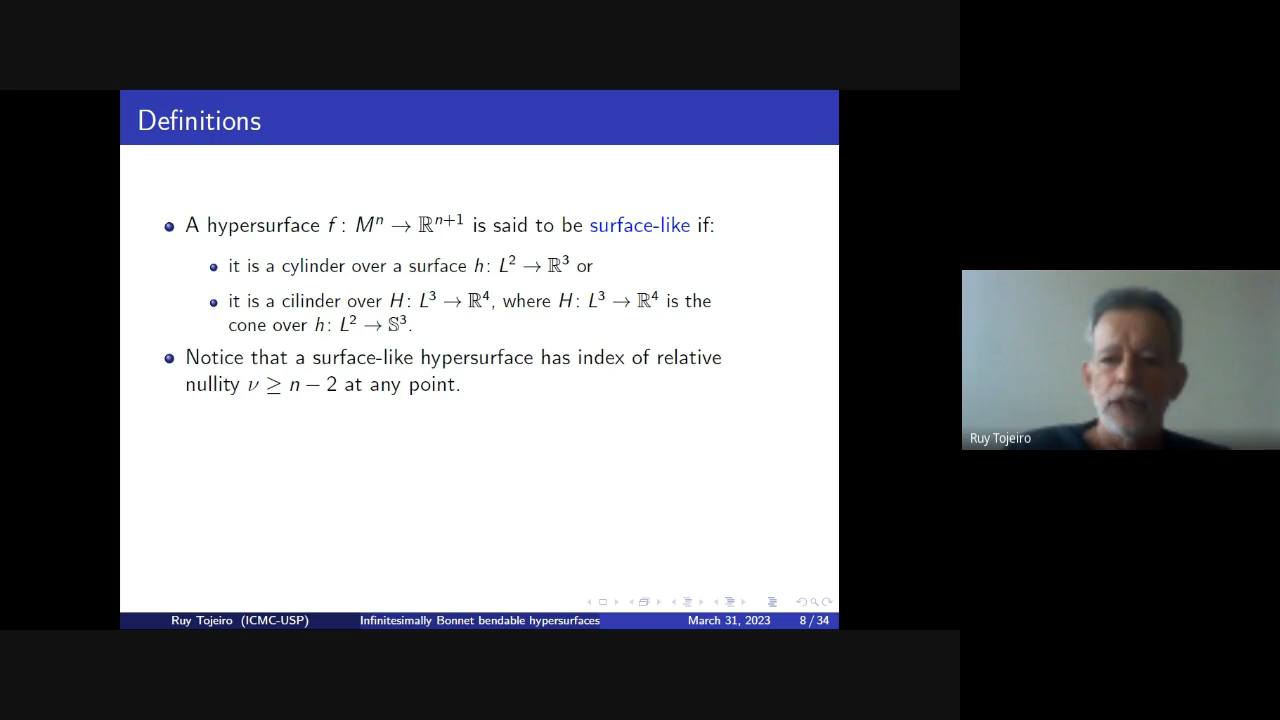 Definitions
A hypersurface f : Mⁿ → ℝⁿ⁺¹ is said to be surface-like if:
it is a cylinder over a surface h: L² → ℝ³ or
it is a cilinder over H: L³ → ℝ⁴, where H: L³ → ℝ⁴ is the
cone over h: L² → 𝕊³.
Notice that a surface-like hypersurface has index of relative
nullity ν ≥ n − 2 at any point.
Ruy Tojeiro (ICMC-USP) Infinitesimally Bonnet bendable hypersurfaces March 31, 2023 8 / 34
Ruy Tojeiro